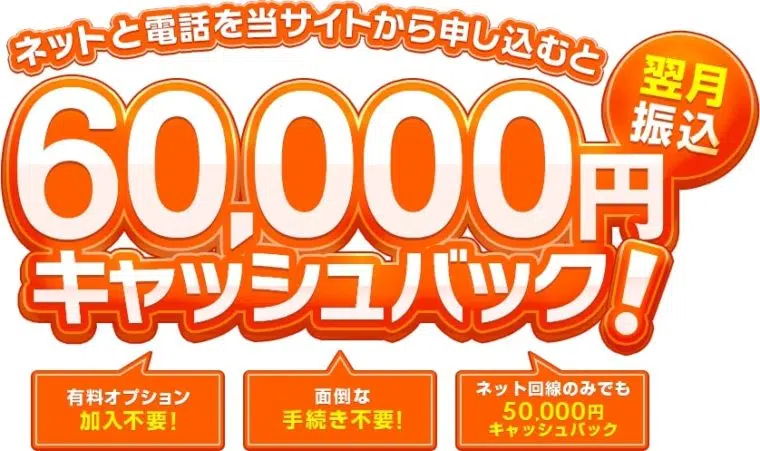 ネットと電話を当サイトから申し込むと
翌月
振込
60,000円
キャッシュバック!
有料オプション
加入不要!
面倒な
手続き不要!
ネット回線のみでも
50,000円
キャッシュバック